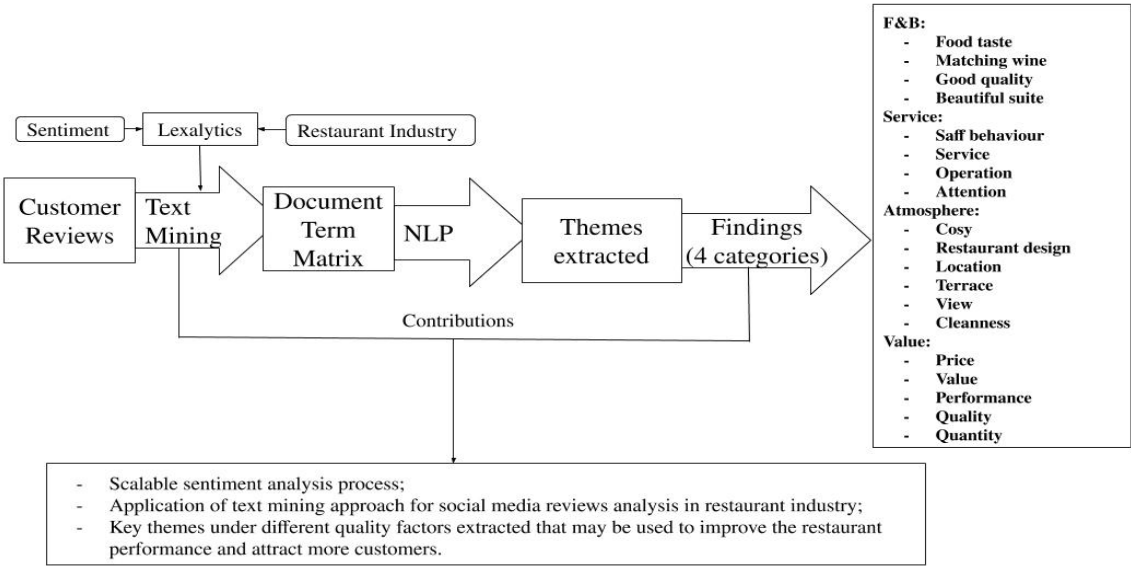 Sentiment
Lexalytics
Restaurant Industry
Customer
Reviews
Text
Mining
Document
Term
Matrix
NLP
Themes
extracted
Findings
(4 categories)
F&B:
- Food taste
- Matching wine
- Good quality
- Beautiful suite
Service:
- Saff behaviour
- Service
- Operation
- Attention
Atmosphere:
- Cosy
- Restaurant design
- Location
- Terrace
- View
- Cleanness
Value:
- Price
- Value
- Performance
- Quality
- Quantity
Contributions
- Scalable sentiment analysis process;
- Application of text mining approach for social media reviews analysis in restaurant industry;
- Key themes under different quality factors extracted that may be used to improve the restaurant
performance and attract more customers.